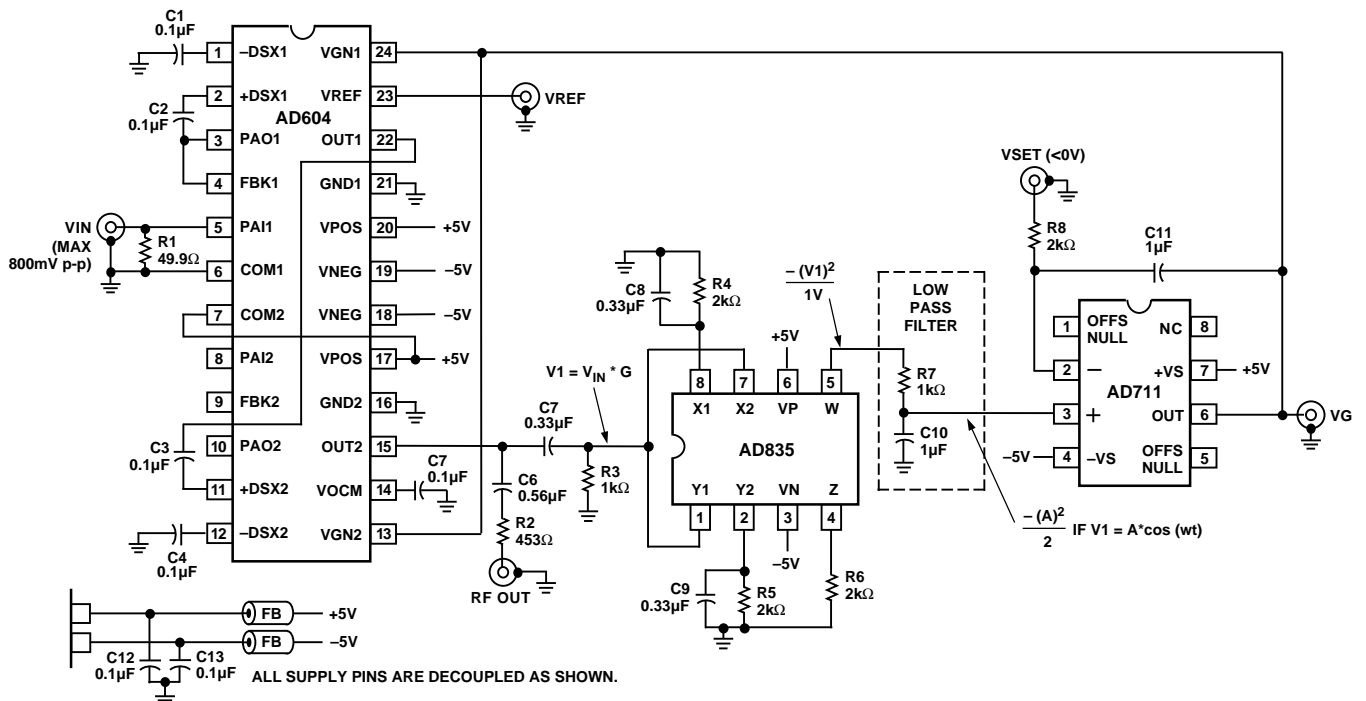 C1
0.1µF
1 –DSX1
VGN1 24
2 +DSX1
VREF 23
VREF
C2
0.1µF
AD604
3 PAO1
OUT1 22
4 FBK1
GND1 21
VIN
(MAX
800mV p-p)
R1
49.9Ω
5 PAI1
VPOS 20
+5V
6 COM1
VNEG 19
–5V
7 COM2
VNEG 18
–5V
8 PAI2
VPOS 17
+5V
9 FBK2
GND2 16
C3
0.1µF
10 PAO2
OUT2 15
11 +DSX2
VOCM 14
C7
0.1µF
12 –DSX2
VGN2 13
C4
0.1µF
C6
0.56µF
R2
453Ω
RF OUT
C7
0.33µF
V1 = VIN * G
R3
1kΩ
C8
0.33µF
R4
2kΩ
–(V1)2
1V
+5V
8 7 6 5
X1 X2 VP W
AD835
Y1 Y2 VN Z
1 2 3 4
–5V
C9
0.33µF
R5
2kΩ
R6
2kΩ
LOW
PASS
FILTER
R7
1kΩ
C10
1µF
–(A)2
2
IF V1 = A*cos (wt)
VSET (<0V)
R8
2kΩ
C11
1µF
1 OFFS
NULL
NC 8
2 –
+VS 7
+5V
AD711
3 +
OUT 6
VG
–5V
4 –VS
OFFS
NULL 5
FB
+5V
FB
–5V
C12
0.1µF
C13
0.1µF
ALL SUPPLY PINS ARE DECOUPLED AS SHOWN.